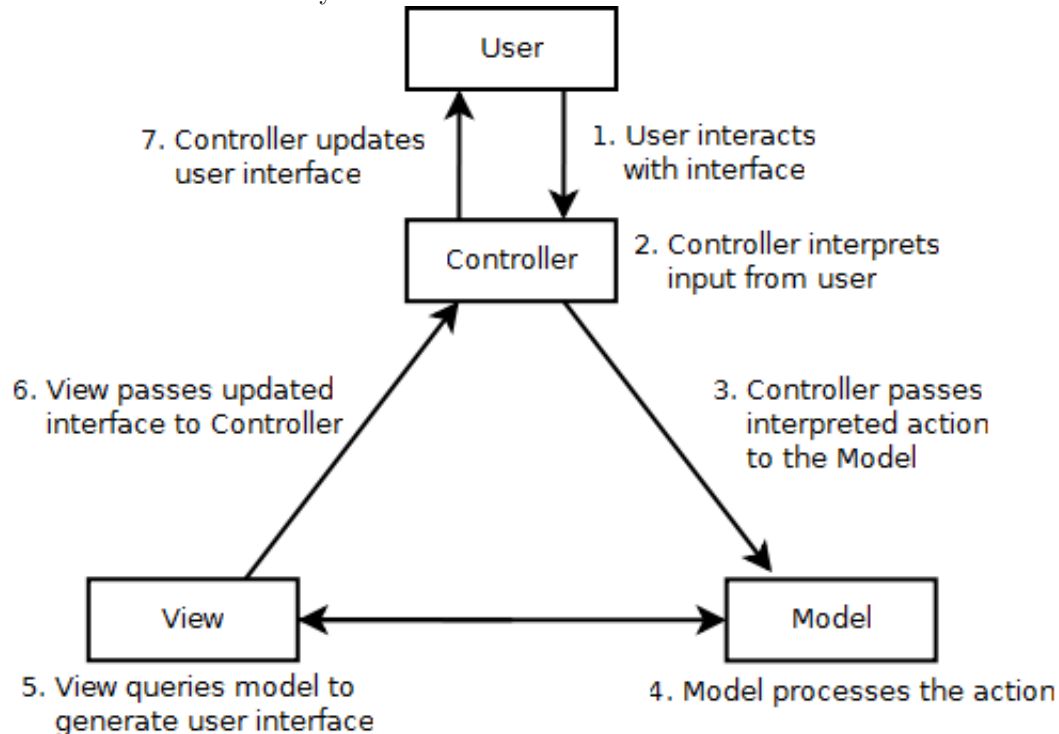 User
7. Controller updates
user interface
1. User interacts
with interface
Controller
2. Controller interprets
input from user
6. View passes updated
interface to Controller
3. Controller passes
interpreted action
to the Model
View
Model
5. View queries model to
generate user interface
4. Model processes the action